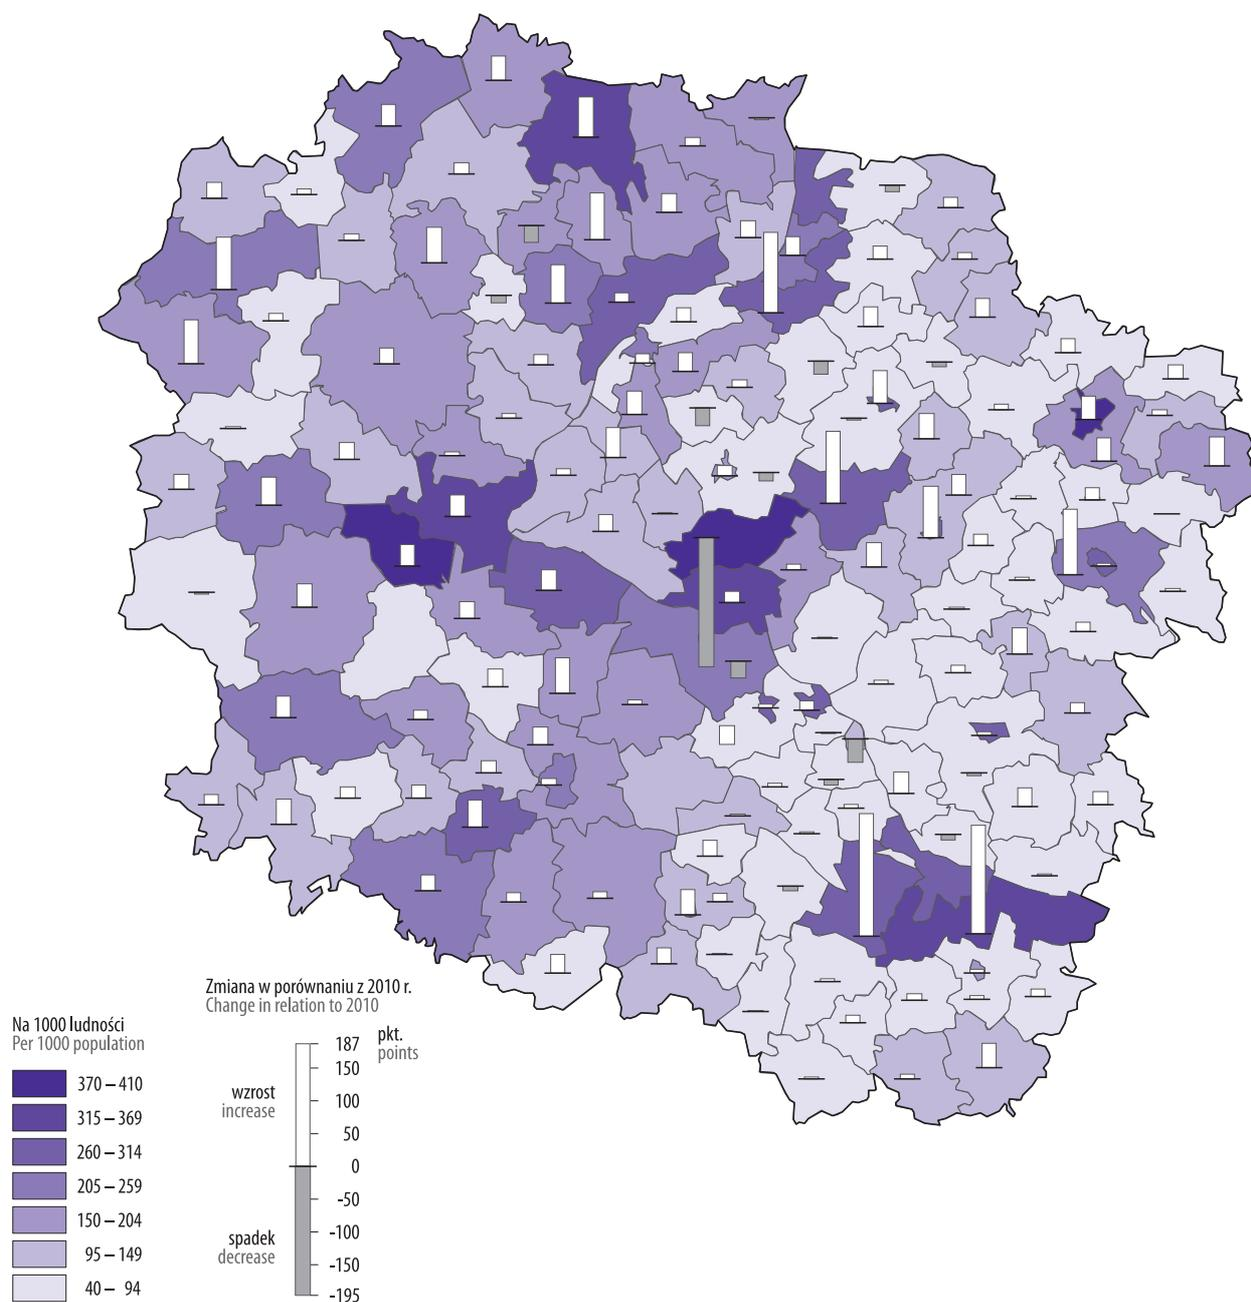 Zmiana w porównaniu z 2010 r.
Change in relation to 2010
pkt.
points
187
150
wzrost
increase
100
50
0
-50
-100
spadek
decrease
-150
-195
Na 1000 ludności
Per 1000 population
370 – 410
315 – 369
260 – 314
205 – 259
150 – 204
95 – 149
40 – 94